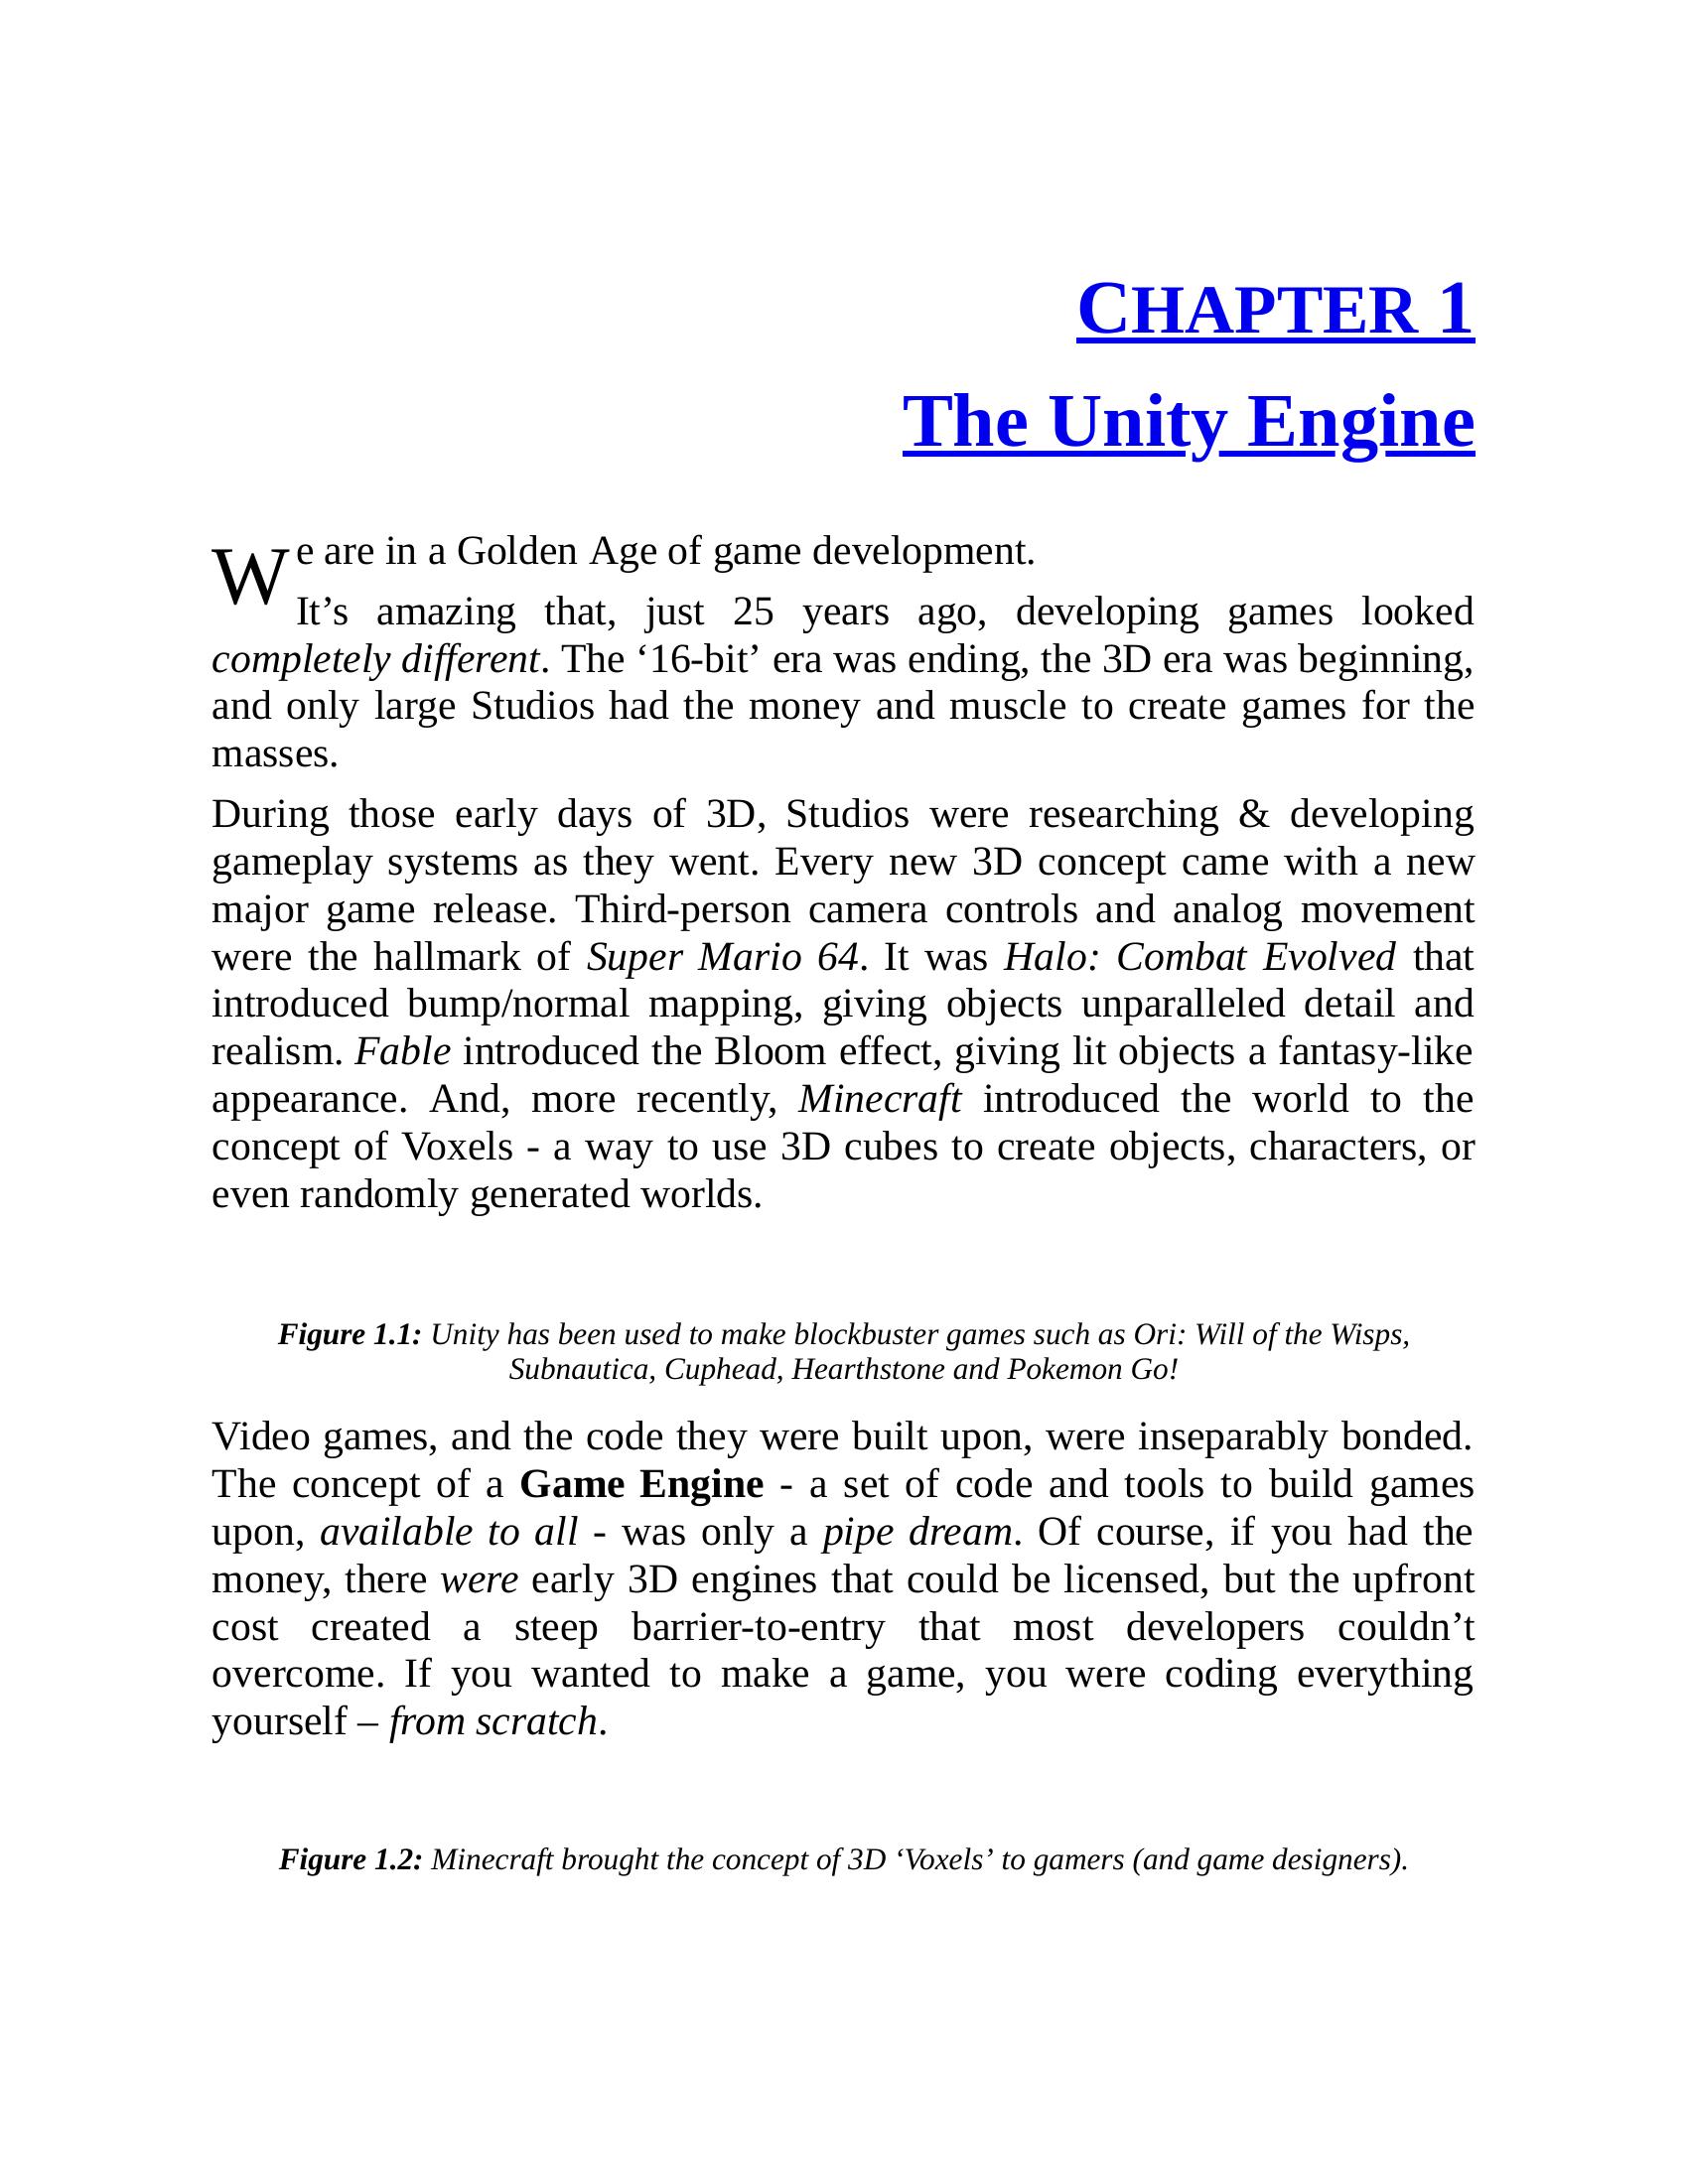 CHAPTER 1
The Unity Engine
We are in a Golden Age of game development.
It’s amazing that, just 25 years ago, developing games looked
completely different. The ‘16-bit’ era was ending, the 3D era was beginning,
and only large Studios had the money and muscle to create games for the
masses.
During those early days of 3D, Studios were researching & developing
gameplay systems as they went. Every new 3D concept came with a new
major game release. Third-person camera controls and analog movement
were the hallmark of Super Mario 64. It was Halo: Combat Evolved that
introduced bump/normal mapping, giving objects unparalleled detail and
realism. Fable introduced the Bloom effect, giving lit objects a fantasy-like
appearance. And, more recently, Minecraft introduced the world to the
concept of Voxels - a way to use 3D cubes to create objects, characters, or
even randomly generated worlds.
Figure 1.1: Unity has been used to make blockbuster games such as Ori: Will of the Wisps,
Subnautica, Cuphead, Hearthstone and Pokemon Go!
Video games, and the code they were built upon, were inseparably bonded.
The concept of a Game Engine - a set of code and tools to build games
upon, available to all - was only a pipe dream. Of course, if you had the
money, there were early 3D engines that could be licensed, but the upfront
cost created a steep barrier-to-entry that most developers couldn’t
overcome. If you wanted to make a game, you were coding everything
yourself – from scratch.
Figure 1.2: Minecraft brought the concept of 3D ‘Voxels’ to gamers (and game designers).